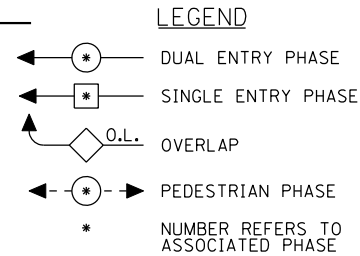 LEGEND
* DUAL ENTRY PHASE
* SINGLE ENTRY PHASE
O.L. OVERLAP
* PEDESTRIAN PHASE
* NUMBER REFERS TO
ASSOCIATED PHASE